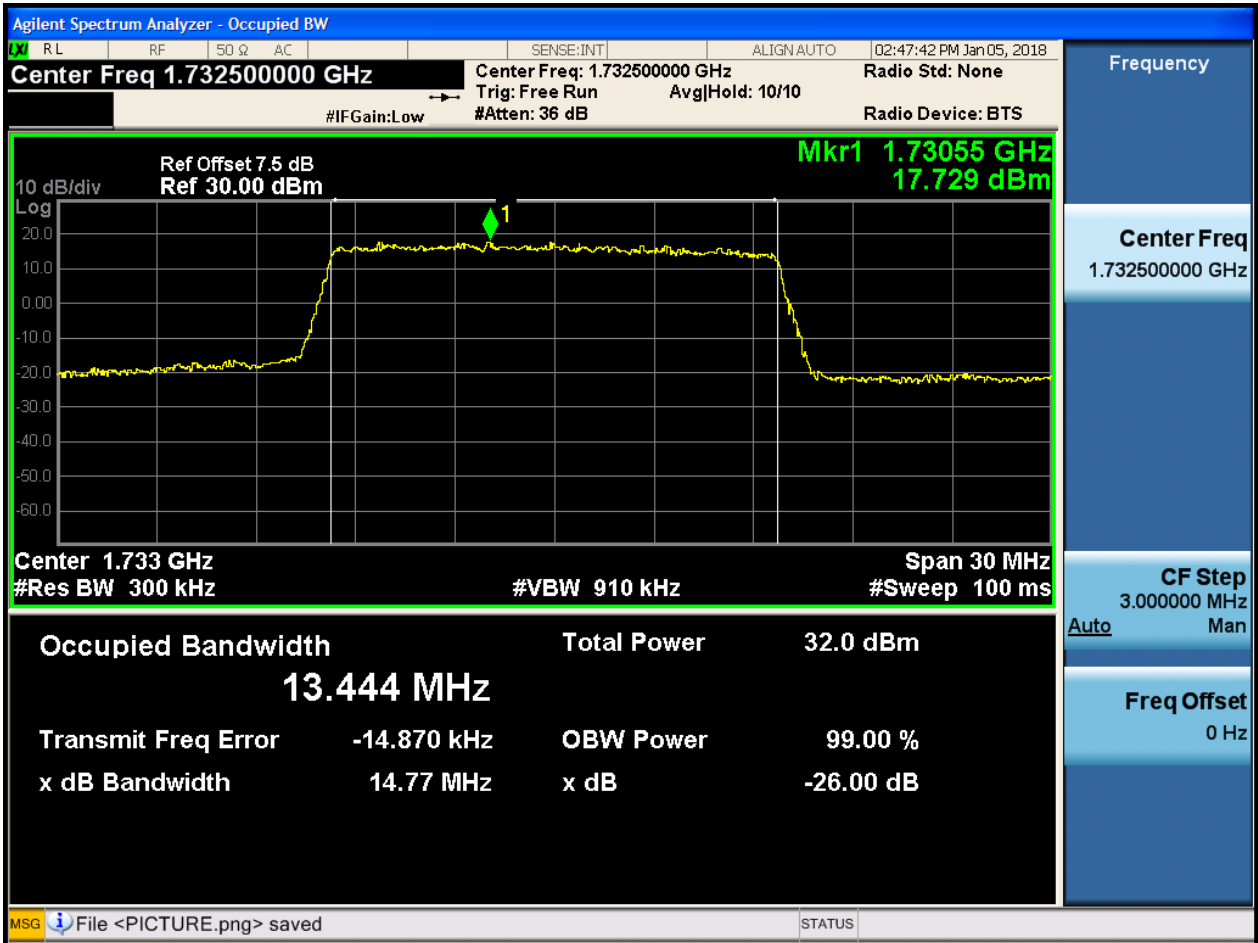 Agilent Spectrum Analyzer - Occupied BW
LXI RL RF 50 Ω AC SENSE:INT ALIGN AUTO 02:47:42 PM Jan 05, 2018
Center Freq 1.732500000 GHz
Center Freq: 1.732500000 GHz Radio Std: None
Trig: Free Run Avg|Hold: 10/10
#IFGain:Low #Atten: 36 dB Radio Device: BTS
Mkr1 1.73055 GHz
17.729 dBm
Ref Offset 7.5 dB
10 dB/div Ref 30.00 dBm
Log
1
20.0
10.0
0.00
-10.0
-20.0
-30.0
-40.0
-50.0
-60.0
Center 1.733 GHz Span 30 MHz
#Res BW 300 kHz #VBW 910 kHz #Sweep 100 ms
Occupied Bandwidth Total Power 32.0 dBm
13.444 MHz
Transmit Freq Error -14.870 kHz OBW Power 99.00 %
x dB Bandwidth 14.77 MHz x dB -26.00 dB
Frequency
Center Freq
1.732500000 GHz
CF Step
3.000000 MHz
Auto Man
Freq Offset
0 Hz
MSG File <PICTURE.png> saved STATUS